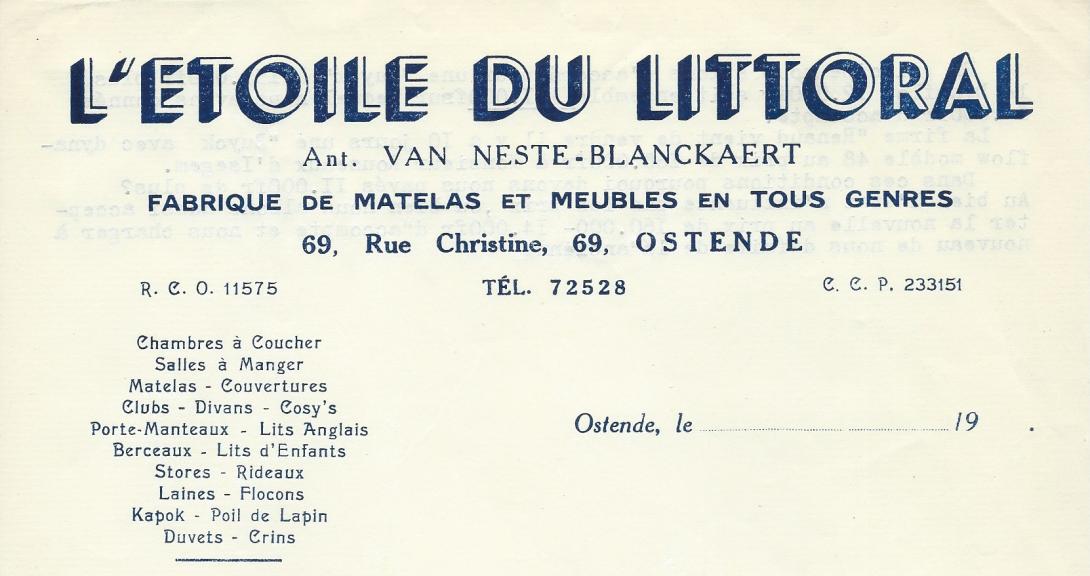 L'ETOILE DU LITTORAL
Ant. VAN NESTE-BLANCKAERT
FABRIQUE DE MATELAS ET MEUBLES EN TOUS GENRES
69, Rue Christine, 69, OSTENDE
R. C. O. 11575
TÉL. 72528
C. C. P. 233151
Chambres à Coucher
Salles à Manger
Matelas - Couvertures
Clubs - Divans - Cosy's
Porte-Manteaux - Lits Anglais
Berceaux - Lits d'Enfants
Stores - Rideaux
Laines - Flocons
Kapok - Poil de Lapin
Duvets - Crins
Ostende, le 19 .